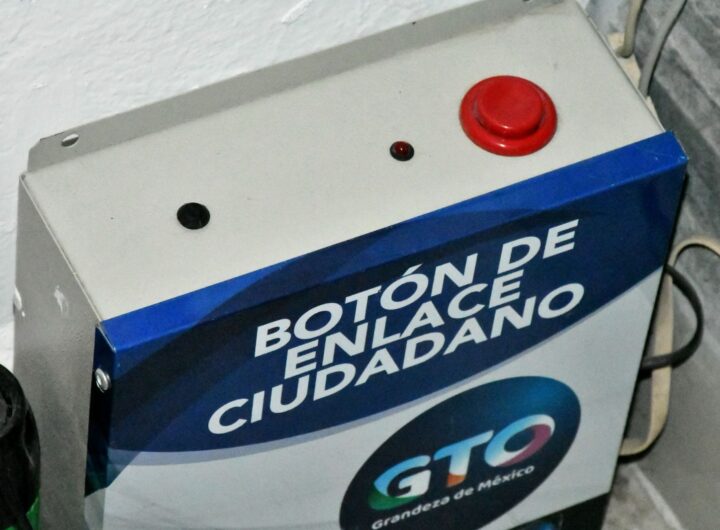 BOTÓN DE
ENLACE
CIUDADANO
GTO
Grandeza de México